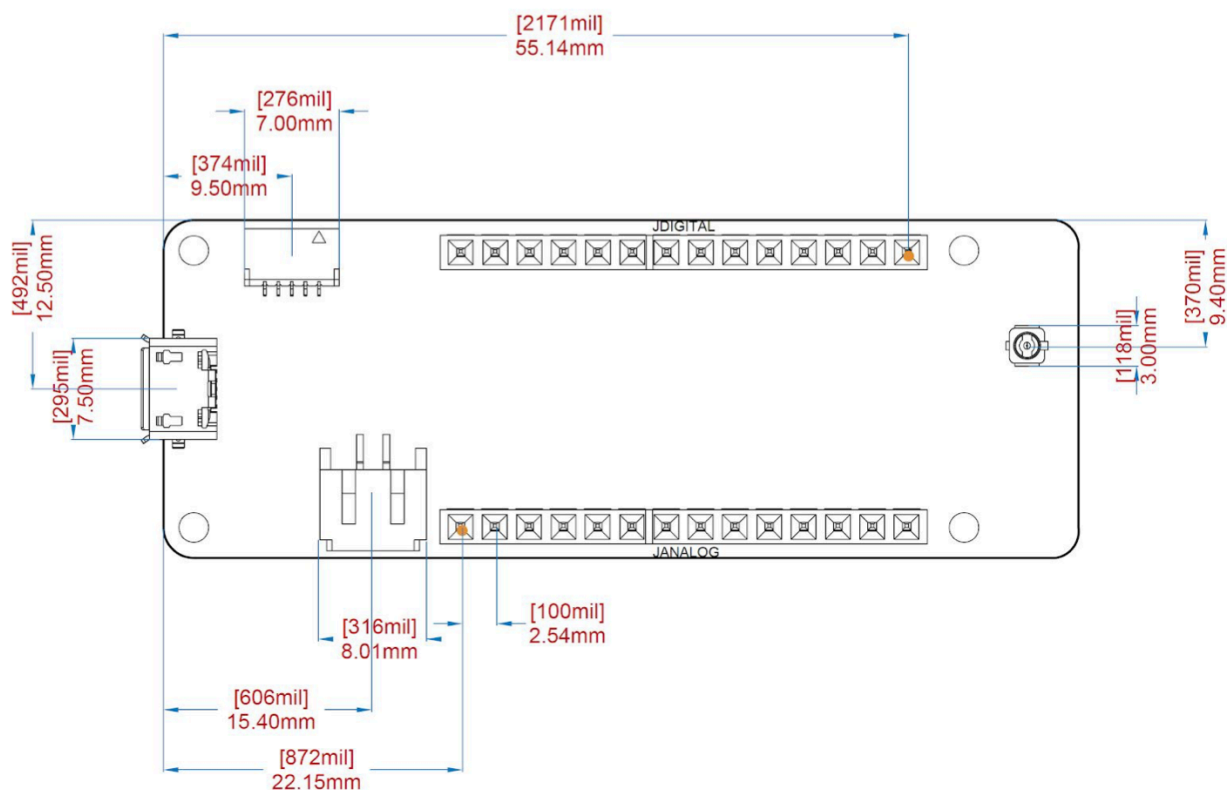 [2171mil]
55.14mm
[276mil]
7.00mm
[374mil]
9.50mm
JDIGITAL
[492mil]
12.50mm
[370mil]
9.40mm
[118mil]
3.00mm
[295mil]
7.50mm
JANALOG
[100mil]
2.54mm
[316mil]
8.01mm
[606mil]
15.40mm
[872mil]
22.15mm